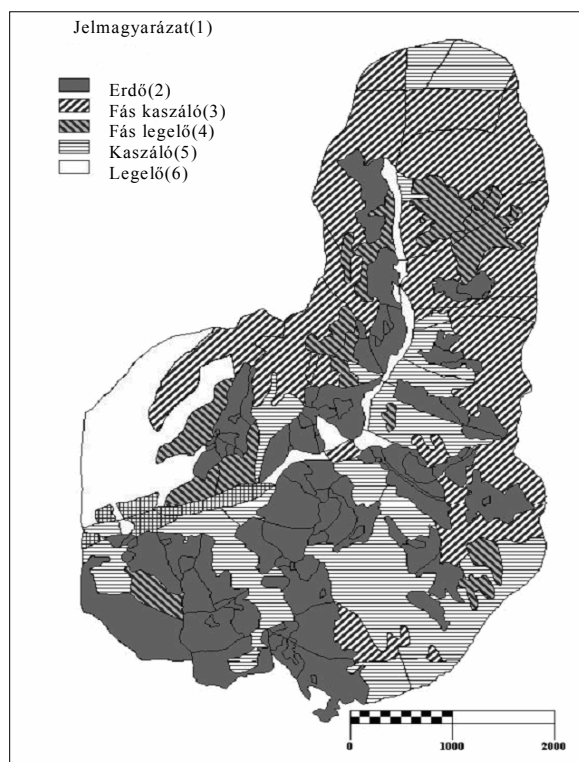 Jelmagyarázat(1)
Erdő(2)
Fás kaszáló(3)
Fás legelő(4)
Kaszáló(5)
Legelő(6)
0 1000 2000